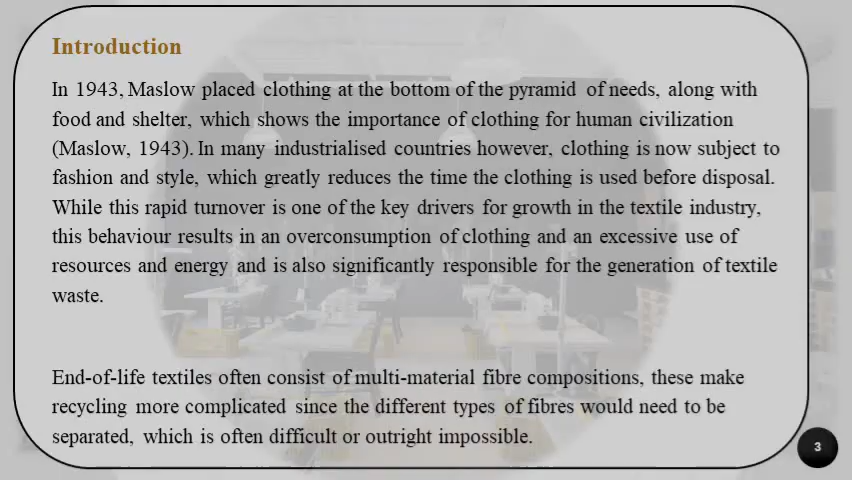 Introduction
In 1943, Maslow placed clothing at the bottom of the pyramid of needs, along with
food and shelter, which shows the importance of clothing for human civilization
(Maslow, 1943). In many industrialised countries however, clothing is now subject to
fashion and style, which greatly reduces the time the clothing is used before disposal.
While this rapid turnover is one of the key drivers for growth in the textile industry,
this behaviour results in an overconsumption of clothing and an excessive use of
resources and energy and is also significantly responsible for the generation of textile
waste.
End-of-life textiles often consist of multi-material fibre compositions, these make
recycling more complicated since the different types of fibres would need to be
separated, which is often difficult or outright impossible.
3